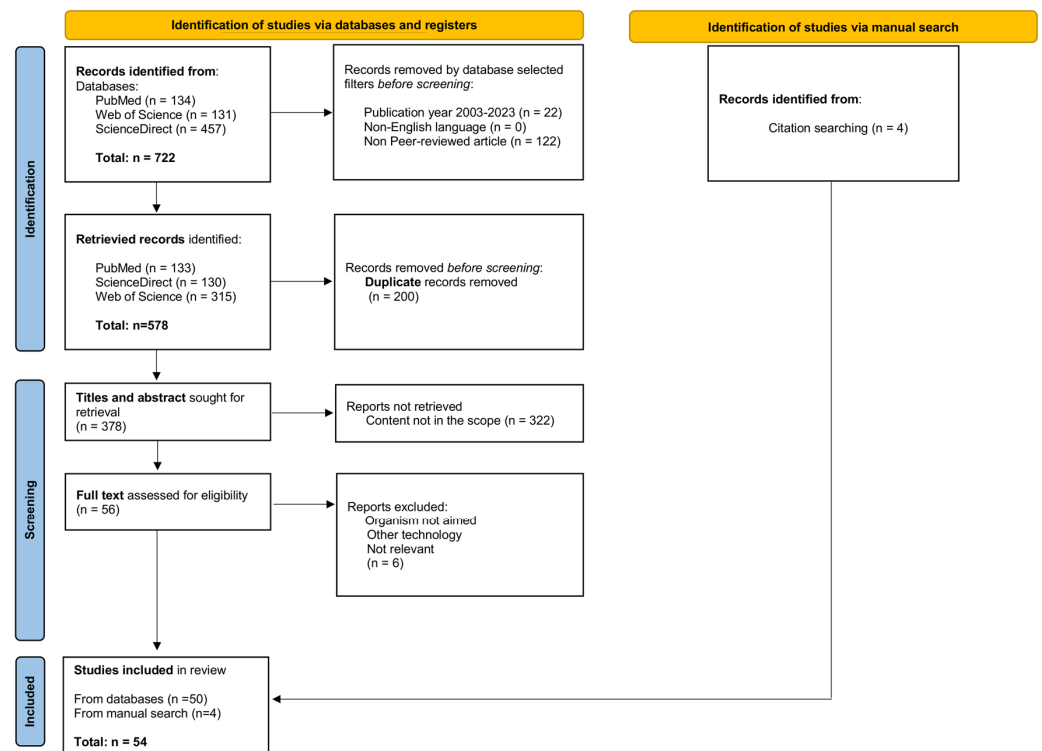 Identification of studies via databases and registers
Identification of studies via manual search
Identification
Records identified from:
Databases:
PubMed (n = 134)
Web of Science (n = 131)
ScienceDirect (n = 457)
Total: n = 722
Records removed by database selected
filters before screening:
Publication year 2003-2023 (n = 22)
Non-English language (n = 0)
Non Peer-reviewed article (n = 122)
Records identified from:
Citation searching (n = 4)
Retrievied records identified:
PubMed (n = 133)
ScienceDirect (n = 130)
Web of Science (n = 315)
Total: n=578
Records removed before screening:
Duplicate records removed
(n = 200)
Screening
Titles and abstract sought for
retrieval
(n = 378)
Reports not retrieved
Content not in the scope (n = 322)
Full text assessed for eligibility
(n = 56)
Reports excluded:
Organism not aimed
Other technology
Not relevant
(n = 6)
Included
Studies included in review
From databases (n =50)
From manual search (n=4)
Total: n = 54